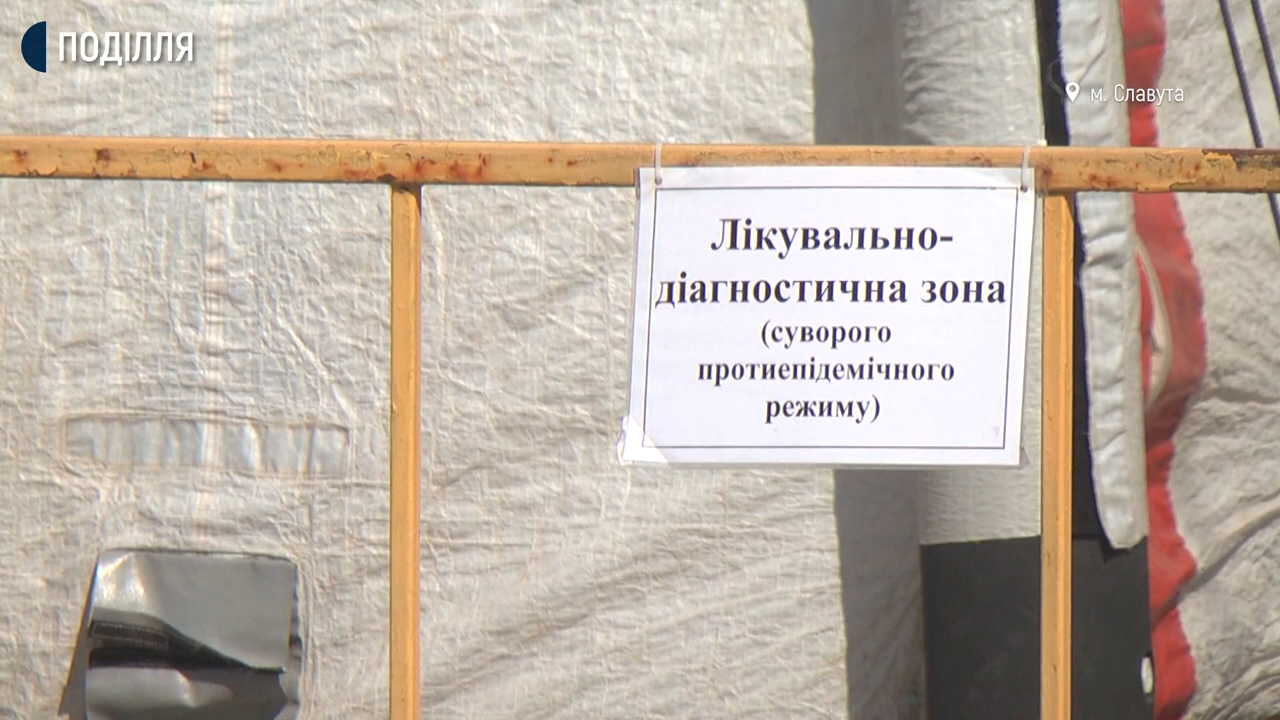 ПОДІЛЛЯ
м. Славута
Лікувально-
діагностична зона
(суворого
протиепідемічного
режиму)